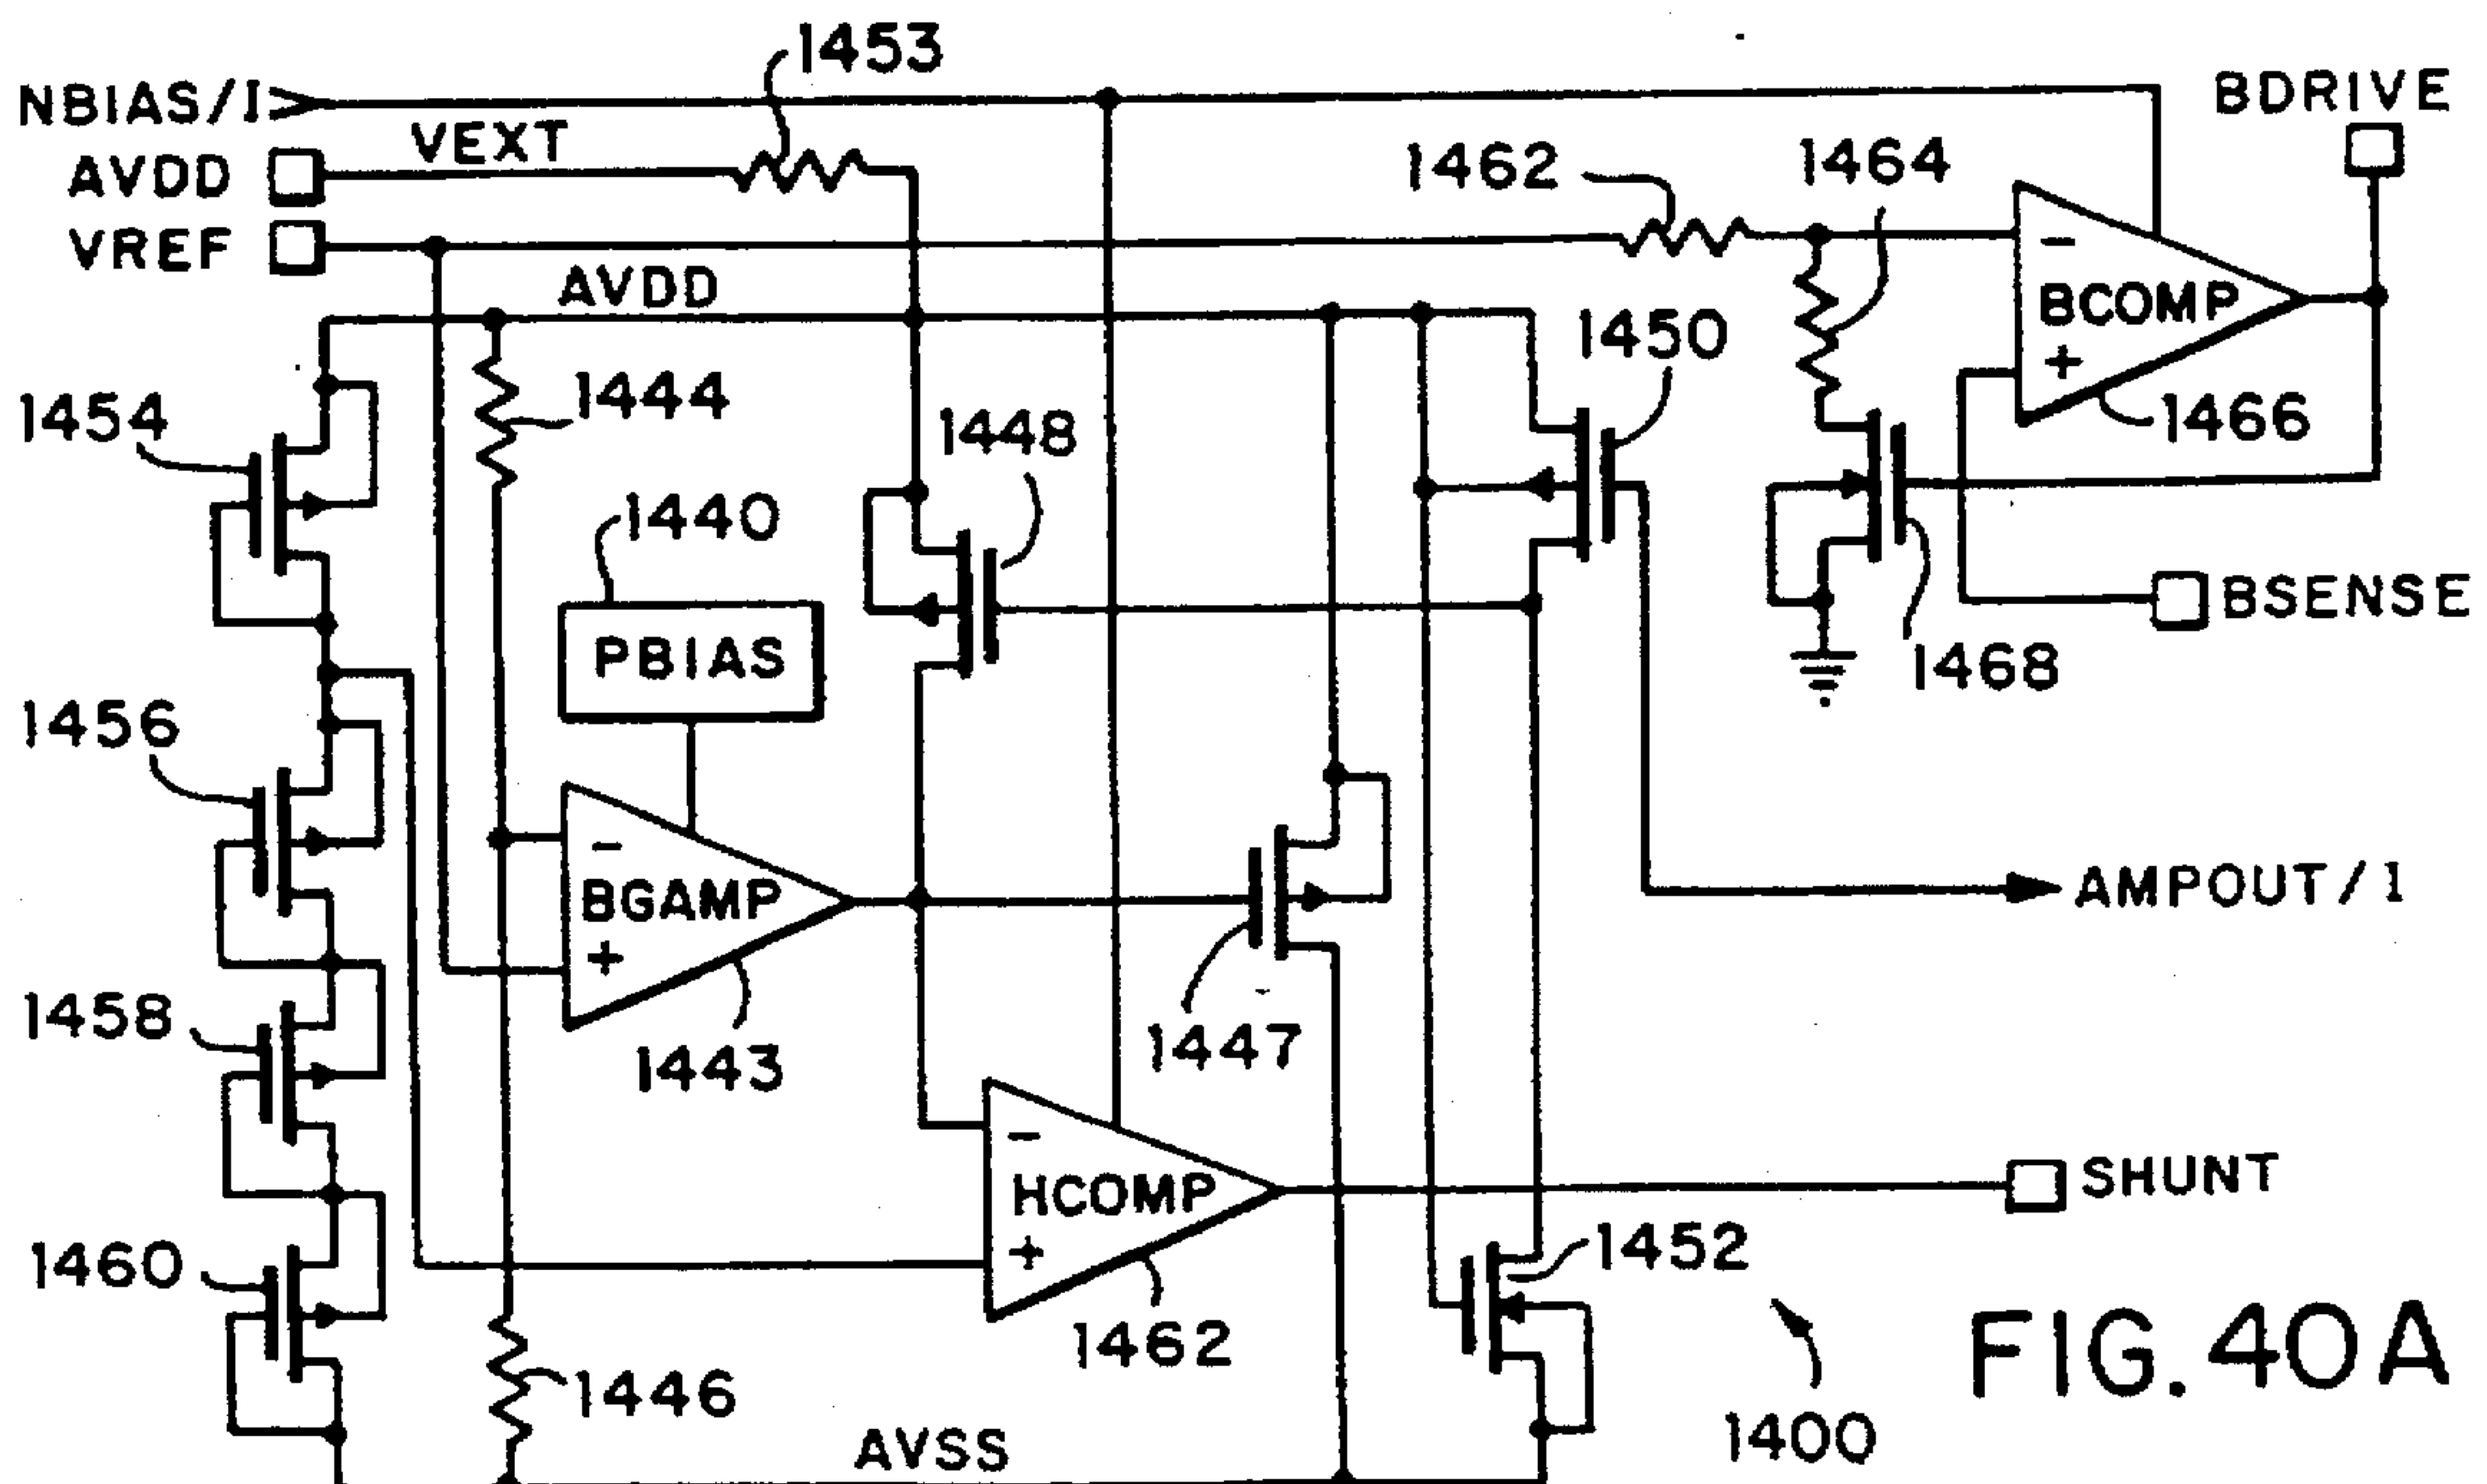 1453
NBIAS/I
BDRIVE
VEXT
AVDD
1462
1464
VREF
AVDD
BCOMP
-
+
1450
1444
1454
1448
1466
1440
PBIAS
BSENSE
1468
1456
-
BGAMP
+
AMPOUT/I
1458
1447
1443
-
HCOMP
+
SHUNT
1452
1460
1462
1446
FIG. 40A
1400
AVSS